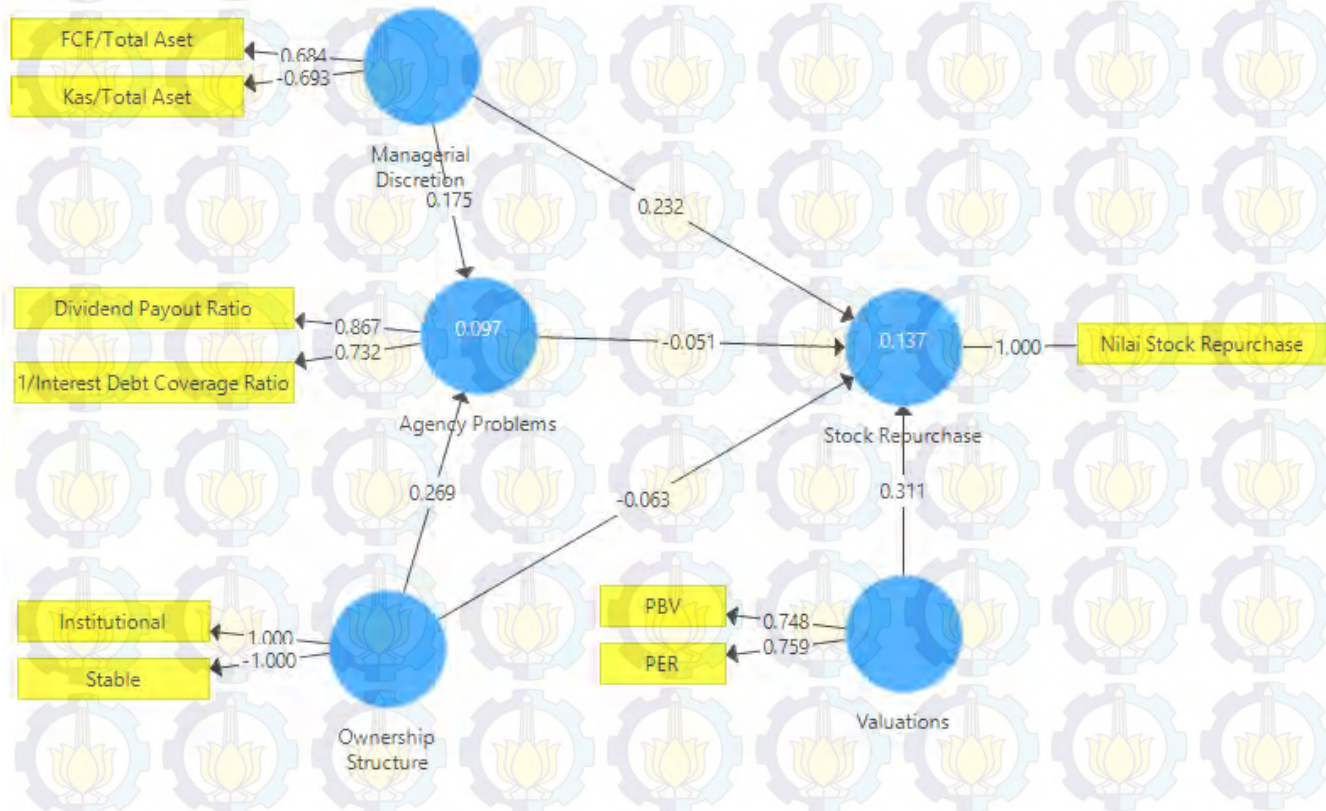 FCF/Total Aset
0.684
-0.693
Kas/Total Aset
Managerial
Discretion
0.175
0.232
Dividend Payout Ratio
0.867
0.732
1/Interest Debt Coverage Ratio
0.097
Agency Problems
-0.051
0.137
Stock Repurchase
1.000
Nilai Stock Repurchase
0.269
-0.063
0.311
Institutional
1.000
-1.000
Stable
Ownership
Structure
PBV
0.748
0.759
PER
Valuations